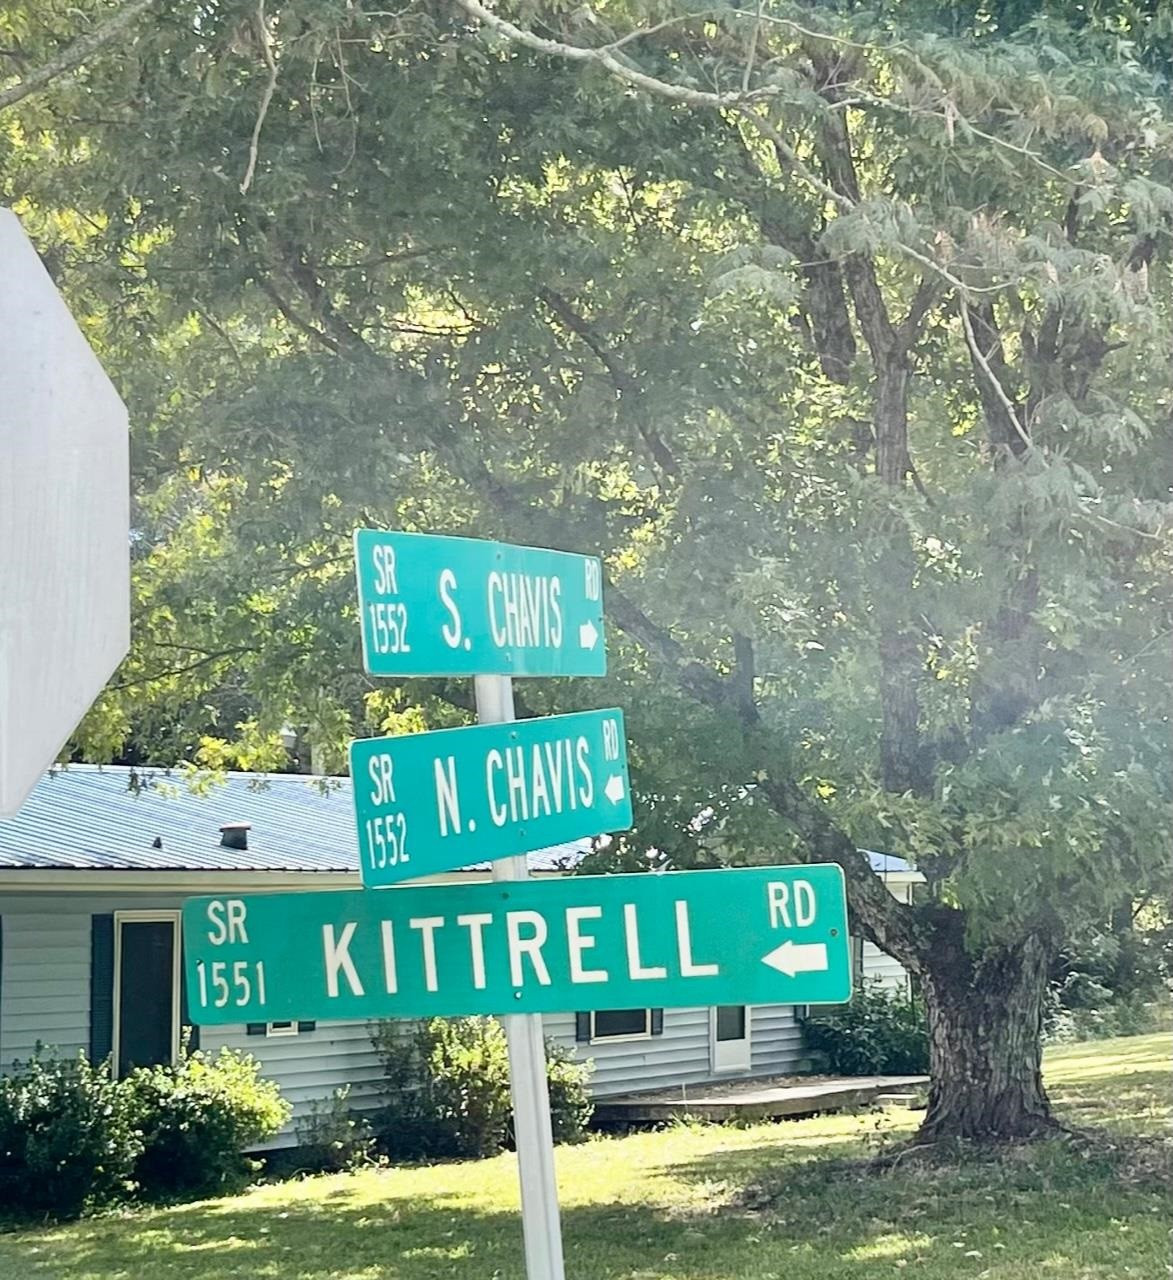 SR 1552 S. CHAVIS RD →
SR 1552 N. CHAVIS RD ←
SR 1551 KITTRELL RD ←